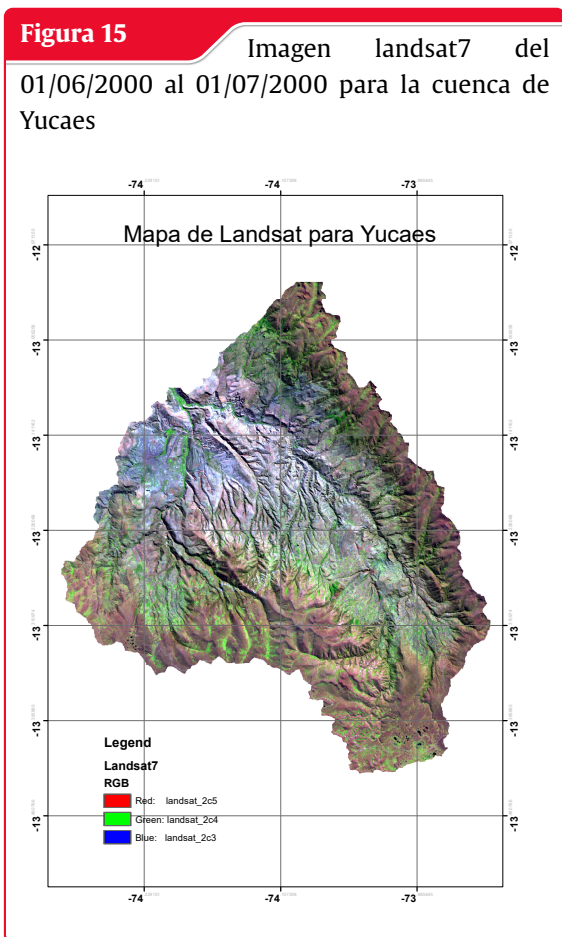 Figura 15
Imagen landsat7 del
01/06/2000 al 01/07/2000 para la cuenca de
Yucaes
-74 -74 -73
Mapa de Landsat para Yucaes
-12 -12
-13 -13
-13 -13
-13 -13
-13 -13
-13 -13
-13 -13
Legend
Landsat7
RGB
Red: landsat_2c5
Green: landsat_2c4
Blue: landsat_2c3
-74 -74 -73